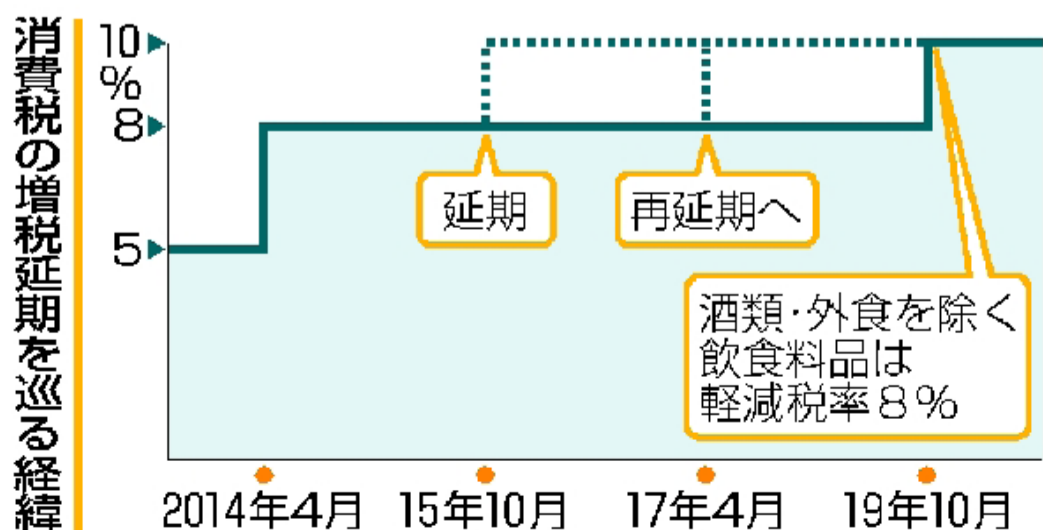 消費税の増税延期を巡る経緯
10
%
8
5
延期
再延期へ
酒類・外食を除く
飲食料品は
軽減税率8%
2014年4月
15年10月
17年4月
19年10月